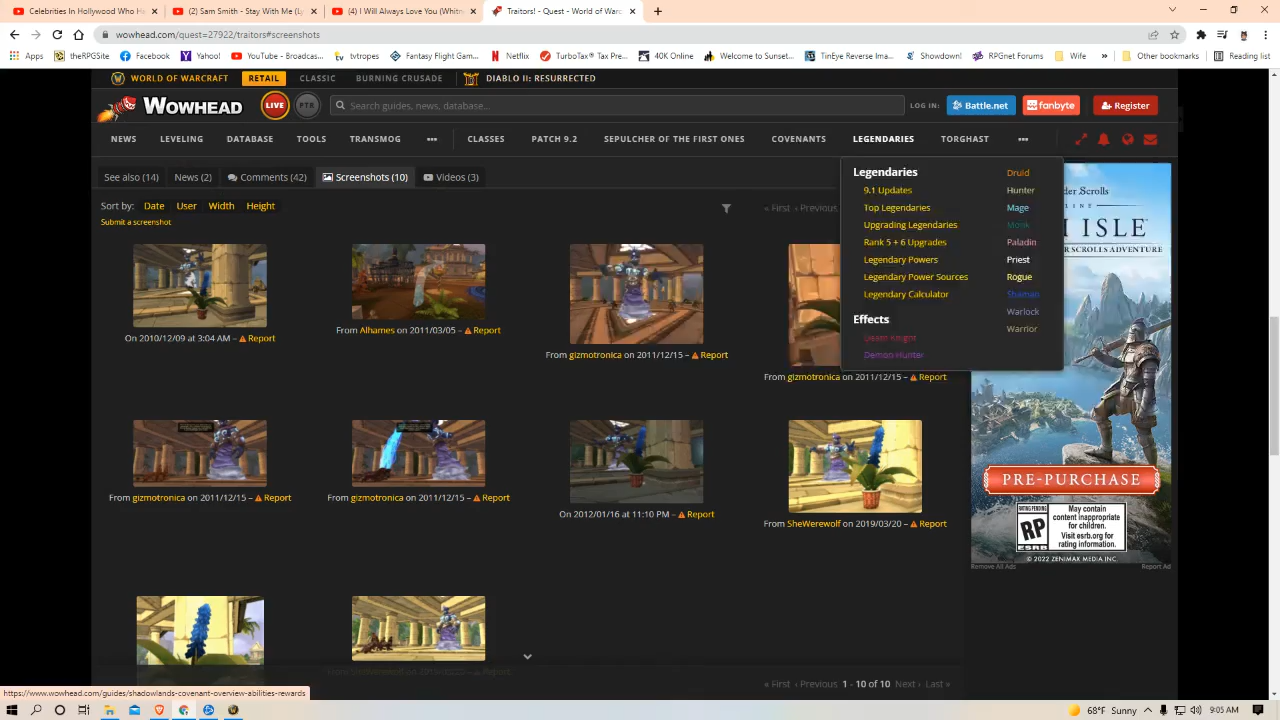 Celebrities In Hollywood He
(2) Sam Smith - Stay With Me (Ly
(4) I Will Always Love You (Whitn
Traitors! - Quest - World of Warc
wowhead.com/quest=27922/traitors#screenshots
Apps
theRPGSite
Facebook
Yahoo!
YouTube - Broadcas...
tvtropes
Fantasy Flight Gam...
Netflix
TurboTax® Tax Pre...
40K Online
Welcome to Sunset...
TinEye Reverse Ima...
Showdown!
Songs
Wife
Other bookmarks
Reading list
WORLD OF WARCRAFT RETAIL CLASSIC BURNING CRUSADE DIABLO II: RESURRECTED
WOWHEAD LIVE PTR Search guides, news, database... LOG IN: Battle.net fanbyte Register
NEWS LEVELING DATABASE TOOLS TRANSMOG ••• CLASSES PATCH 9.2 SEPULCHER OF THE FIRST ONES COVENANTS LEGENDARIES TORGHAST •••
See also (14) News (2) Comments (42) Screenshots (10) Videos (3)
Sort by: Date User Width Height
« First ‹ Previous
Submit a screenshot
Legendaries
9.1 Updates
Top Legendaries
Upgrading Legendaries
Rank 5 + 6 Upgrades
Legendary Powers
Legendary Power Sources
Legendary Calculator
Effects
Death Knight
Demon Hunter
Druid
Hunter
Mage
Monk
Paladin
Priest
Rogue
Shaman
Warlock
Warrior
On 2010/12/09 at 3:04 AM – Report
From Alhames on 2011/03/05 – Report
From gizmotronica on 2011/12/15 – Report
From gizmotronica on 2011/12/15 – Report
From gizmotronica on 2011/12/15 – Report
From gizmotronica on 2011/12/15 – Report
On 2012/01/16 at 11:10 PM – Report
From SheWerewolf on 2019/03/20 – Report
« First ‹ Previous 1 - 10 of 10 Next › Last »
der Scrolls
ISLE
ER SCROLLS ADVENTURE
PRE-PURCHASE
RATING PENDING
RP
ESRB
May contain
content inappropriate
for children.
Visit esrb.org for
rating information.
© 2022 ZENIMAX MEDIA INC.
Remove All Ads
Report Ad
https://www.wowhead.com/guides/shadowlands-covenant-overview-abilities-rewards
68°F Sunny
9:05 AM